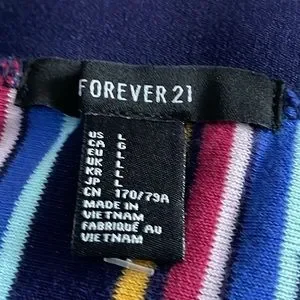 FOREVER 21
US L
CA G
EU L
UK L
KR L
JP L
CN 170/79A
MADE IN
VIETNAM
FABRIQUÉ AU
VIETNAM